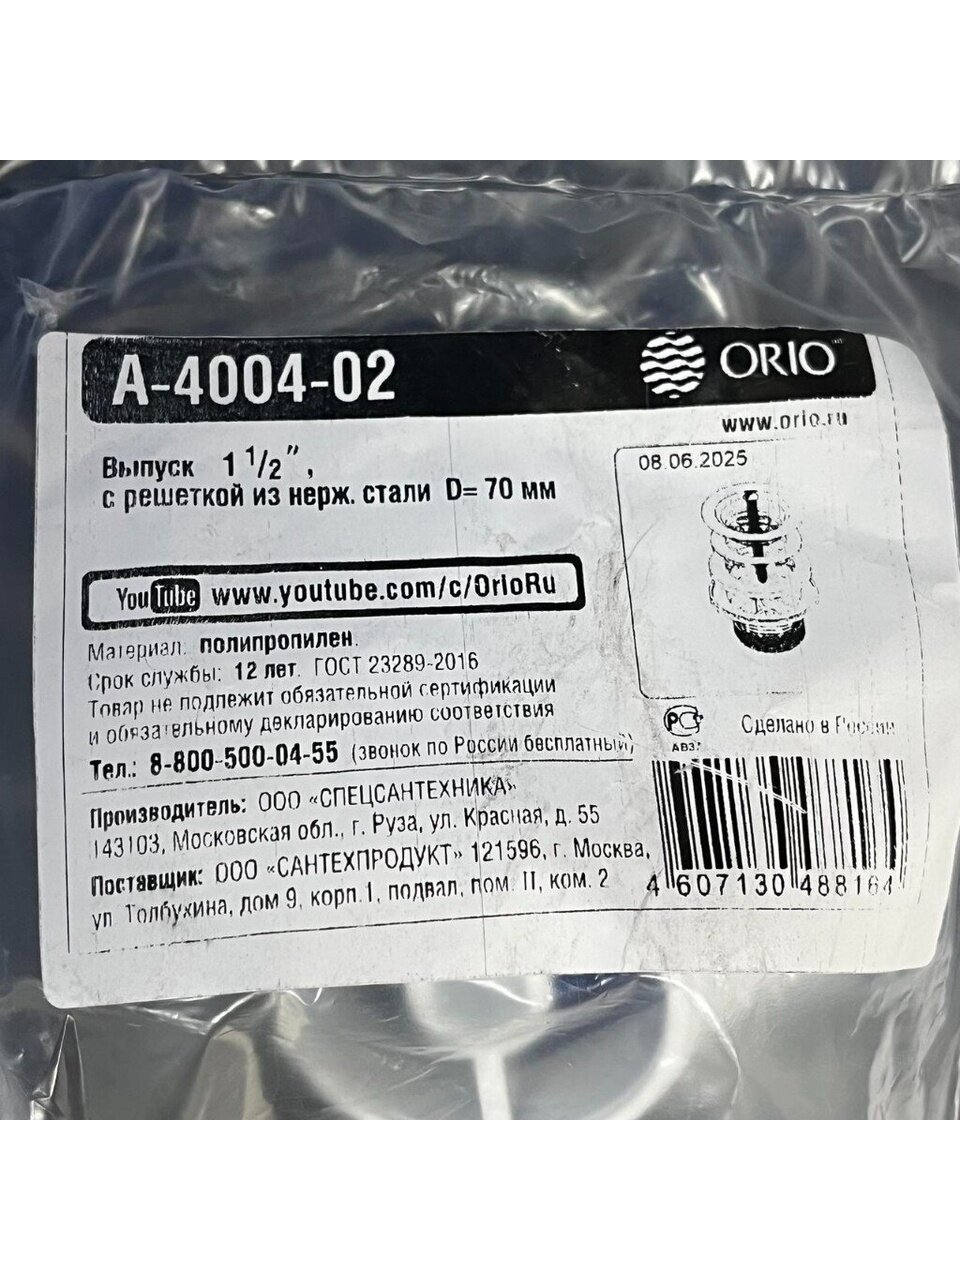 A-4004-02
ORIO
www.orio.ru
Выпуск 1 1/2",
с решеткой из нерж. стали D= 70 мм
08.06.2025
YouTube www.youtube.com/c/OrioRu
Материал: полипропилен.
Срок службы: 12 лет. ГОСТ 23289-2016
Товар не подлежит обязательной сертификации
и обязательному декларированию соответствия
Тел.: 8-800-500-04-55 (звонок по России бесплатный)
РСТ
Сделано в России
Производитель: ООО «СПЕЦСАНТЕХНИКА»
143103, Московская обл., г. Руза, ул. Красная, д. 55
Поставщик: ООО «САНТЕХПРОДУКТ» 121596, г. Москва,
ул. Толбухина, дом 9, корп.1, подвал, пом. II, ком. 2
4 607130 488164